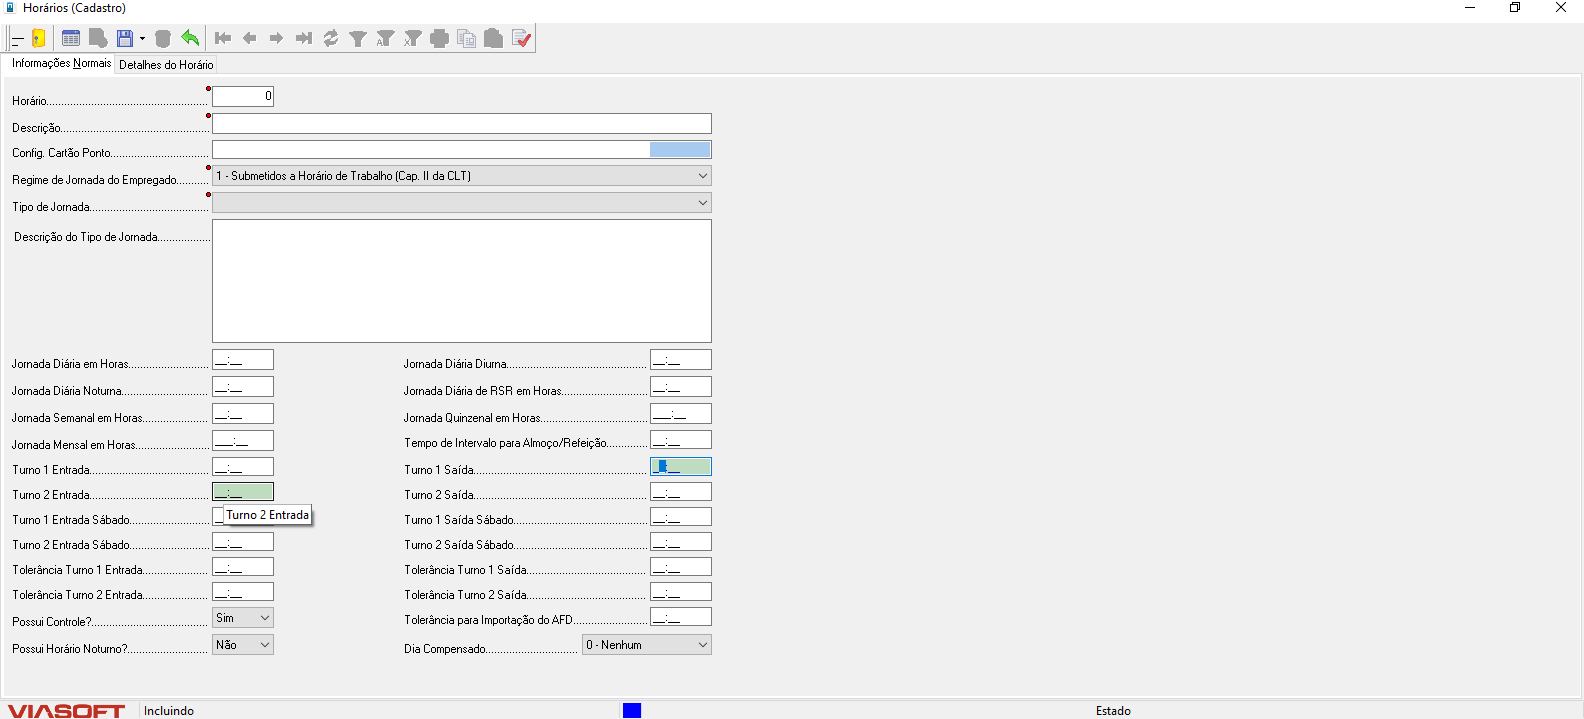 Horários (Cadastro)
Informações Normais Detalhes do Horário
Horário 0
Descrição
Config. Cartão Ponto
Regime de Jornada do Empregado 1 - Submetidos a Horário de Trabalho (Cap. II da CLT)
Tipo de Jornada
Descrição do Tipo de Jornada
Jornada Diária em Horas __:__ Jornada Diária Diurna __:__
Jornada Diária Noturna __:__ Jornada Diária de RSR em Horas __:__
Jornada Semanal em Horas __:__ Jornada Quinzenal em Horas ___:__
Jornada Mensal em Horas ___:__ Tempo de Intervalo para Almoço/Refeição __:__
Turno 1 Entrada __:__ Turno 1 Saída __:__
Turno 2 Entrada __:__ Turno 2 Saída __:__
Turno 2 Entrada
Turno 1 Entrada Sábado Turno 1 Saída Sábado __:__
Turno 2 Entrada Sábado __:__ Turno 2 Saída Sábado __:__
Tolerância Turno 1 Entrada __:__ Tolerância Turno 1 Saída __:__
Tolerância Turno 2 Entrada __:__ Tolerância Turno 2 Saída __:__
Possui Controle? Sim Tolerância para Importação do AFD __:__
Possui Horário Noturno? Não Dia Compensado 0 - Nenhum
VIASOFT Incluindo Estado